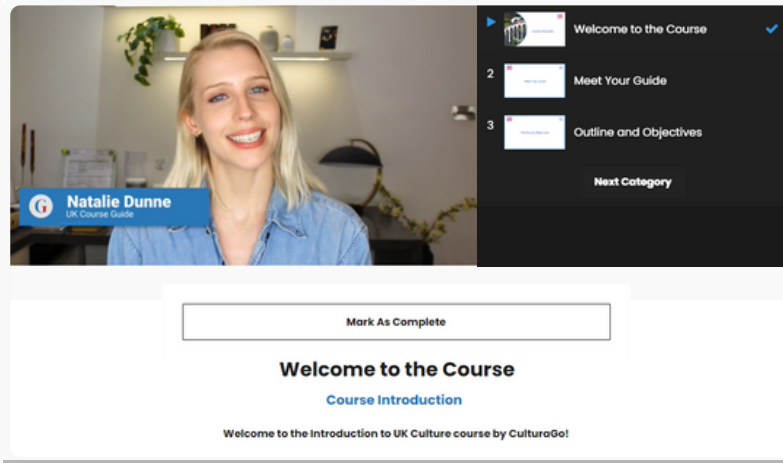 G
Natalie Dunne
UK Course Guide
Welcome to the Course
2
Meet Your Guide
3
Outline and Objectives
Next Category
Mark As Complete
Welcome to the Course
Course Introduction
Welcome to the Introduction to UK Culture course by CulturaGo!